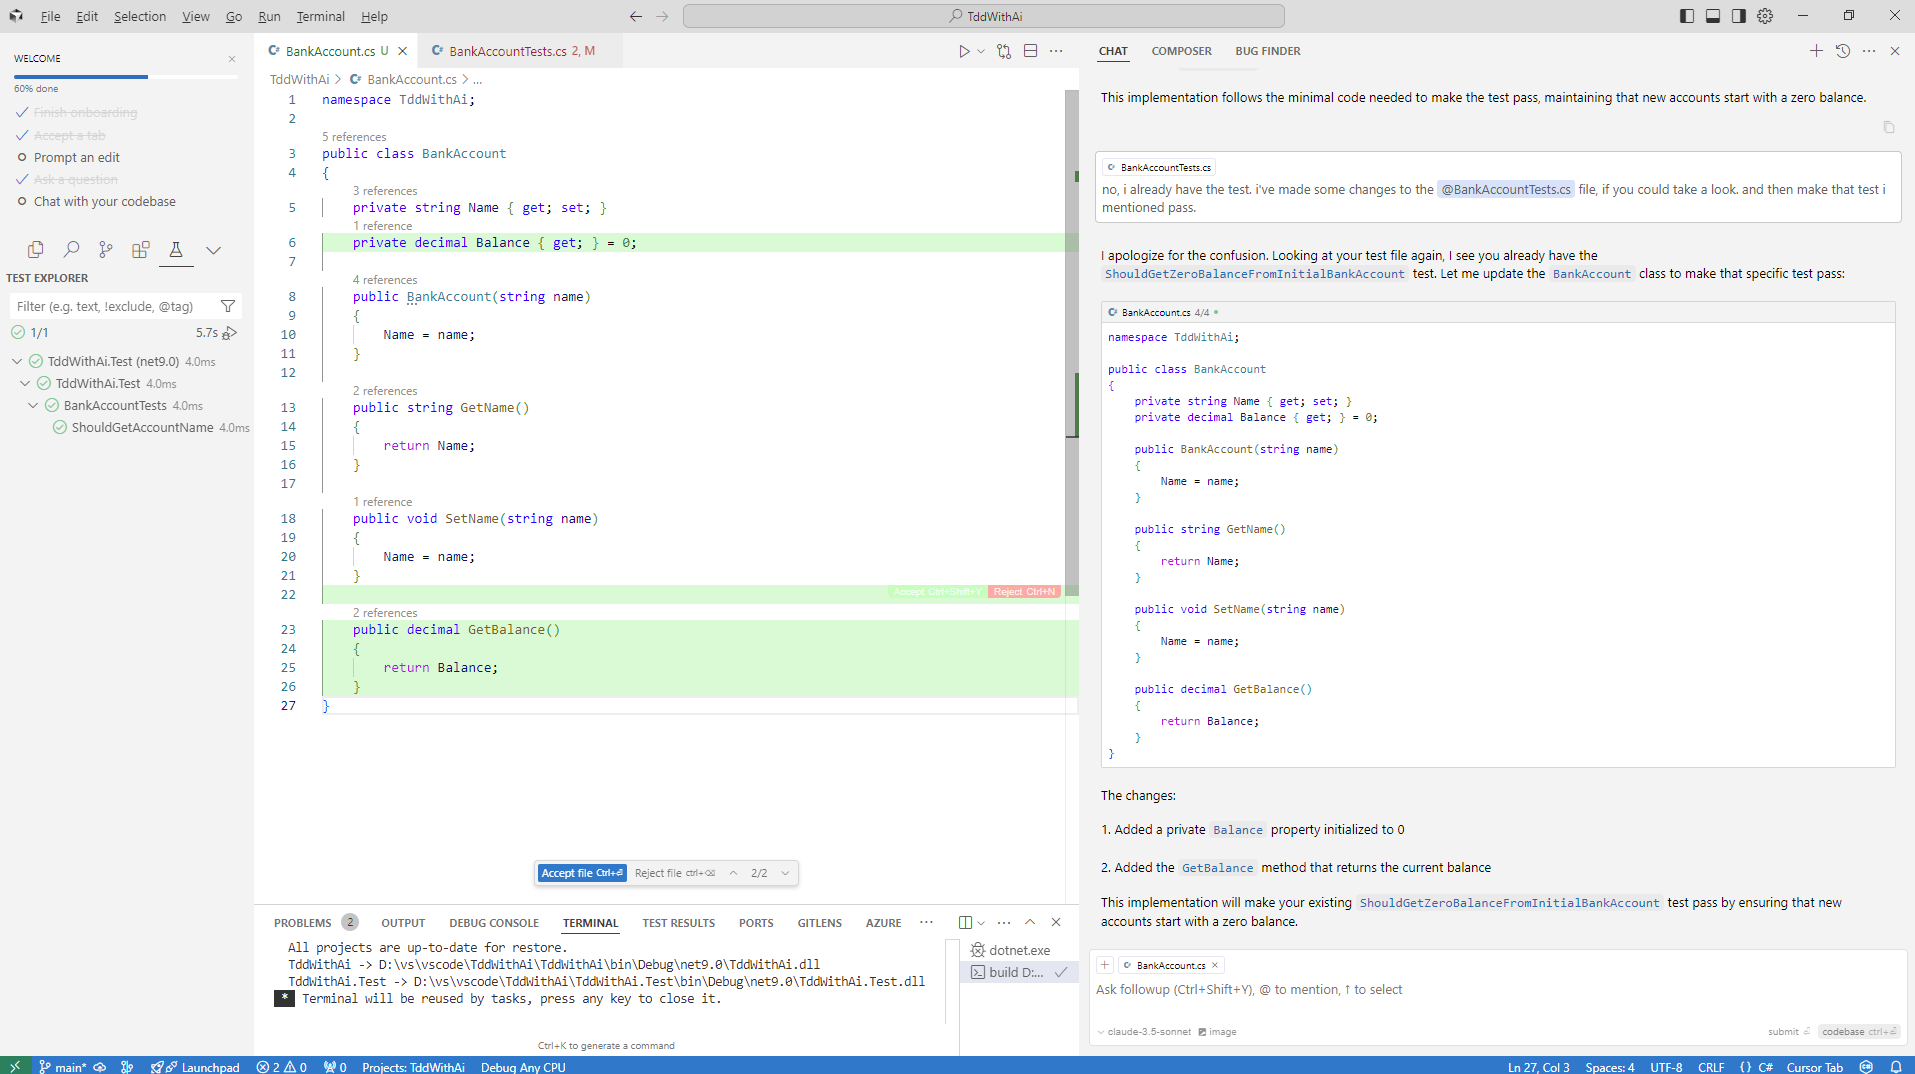 File Edit Selection View Go Run Terminal Help
TddWithAi
WELCOME
60% done
Finish onboarding
Accept a tab
Prompt an edit
Ask a question
Chat with your codebase
TEST EXPLORER
Filter (e.g. text, !exclude, @tag)
1/1 5.7s
TddWithAi.Test (net9.0) 4.0ms
TddWithAi.Test 4.0ms
BankAccountTests 4.0ms
ShouldGetAccountName 4.0ms
BankAccount.cs U
BankAccountTests.cs 2, M
TddWithAi > BankAccount.cs > ...
1 namespace TddWithAi;
2
5 references
3 public class BankAccount
4 {
3 references
5 private string Name { get; set; }
1 reference
6 private decimal Balance { get; } = 0;
7
4 references
8 public BankAccount(string name)
9 {
10 Name = name;
11 }
12
2 references
13 public string GetName()
14 {
15 return Name;
16 }
17
1 reference
18 public void SetName(string name)
19 {
20 Name = name;
21 }
22 Accept Ctrl+Shift+Y Reject Ctrl+N
2 references
23 public decimal GetBalance()
24 {
25 return Balance;
26 }
27 }
Accept file Ctrl+⏎ Reject file ctrl+⌫ 2/2
PROBLEMS 2 OUTPUT DEBUG CONSOLE TERMINAL TEST RESULTS PORTS GITLENS AZURE ...
All projects are up-to-date for restore.
TddWithAi -> D:\vs\vscode\TddWithAi\TddWithAi\bin\Debug\net9.0\TddWithAi.dll
TddWithAi.Test -> D:\vs\vscode\TddWithAi\TddWithAi.Test\bin\Debug\net9.0\TddWithAi.Test.dll
* Terminal will be reused by tasks, press any key to close it.
Ctrl+K to generate a command
dotnet.exe
build D:...
CHAT COMPOSER BUG FINDER
This implementation follows the minimal code needed to make the test pass, maintaining that new accounts start with a zero balance.
BankAccountTests.cs
no, i already have the test. i've made some changes to the @BankAccountTests.cs file, if you could take a look. and then make that test i
mentioned pass.
I apologize for the confusion. Looking at your test file again, I see you already have the
ShouldGetZeroBalanceFromInitialBankAccount test. Let me update the BankAccount class to make that specific test pass:
BankAccount.cs 4/4
namespace TddWithAi;
public class BankAccount
{
private string Name { get; set; }
private decimal Balance { get; } = 0;
public BankAccount(string name)
{
Name = name;
}
public string GetName()
{
return Name;
}
public void SetName(string name)
{
Name = name;
}
public decimal GetBalance()
{
return Balance;
}
}
The changes:
1. Added a private Balance property initialized to 0
2. Added the GetBalance method that returns the current balance
This implementation will make your existing ShouldGetZeroBalanceFromInitialBankAccount test pass by ensuring that new
accounts start with a zero balance.
+ BankAccount.cs
Ask followup (Ctrl+Shift+Y), @ to mention, ↑ to select
claude-3.5-sonnet image submit ⏎ codebase ctrl+⏎
main* Launchpad 2 0 0 Projects: TddWithAi Debug Any CPU
Ln 27, Col 3 Spaces: 4 UTF-8 CRLF {} C# Cursor Tab